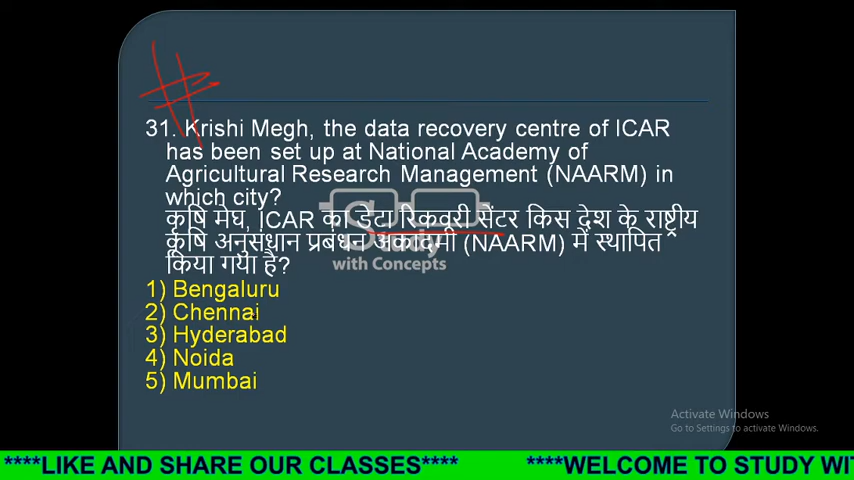 31. Krishi Megh, the data recovery centre of ICAR
has been set up at National Academy of
Agricultural Research Management (NAARM) in
which city?
कृषि मेघ, ICAR का डेटा रिकवरी सेंटर किस देश के राष्ट्रीय
कृषि अनुसंधान प्रबंधन अकादमी (NAARM) में स्थापित
किया गया है?
with Concepts
1) Bengaluru
2) Chennai
3) Hyderabad
4) Noida
5) Mumbai
Activate Windows
Go to Settings to activate Windows.
****LIKE AND SHARE OUR CLASSES**** ****WELCOME TO STUDY WIT